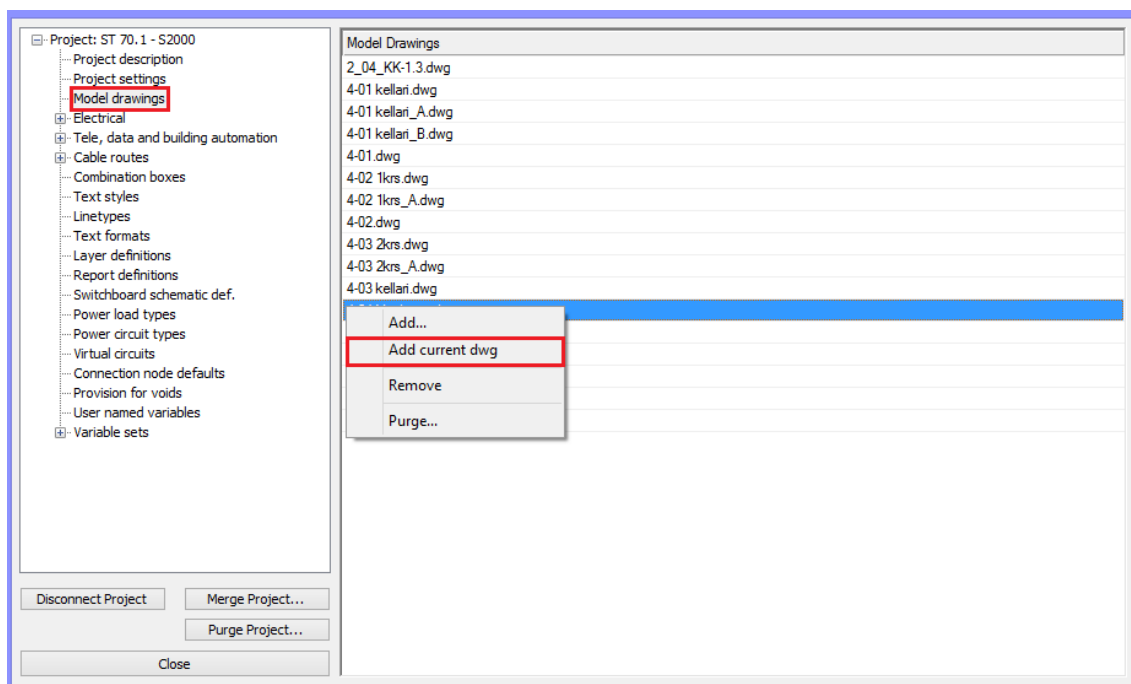 Project: ST 70.1 - S2000
Project description
Project settings
Model drawings
Electrical
Tele, data and building automation
Cable routes
Combination boxes
Text styles
Linetypes
Text formats
Layer definitions
Report definitions
Switchboard schematic def.
Power load types
Power circuit types
Virtual circuits
Connection node defaults
Provision for voids
User named variables
Variable sets
Disconnect Project
Merge Project...
Purge Project...
Close
Model Drawings
2_04_KK-1.3.dwg
4-01 kellari.dwg
4-01 kellari_A.dwg
4-01 kellari_B.dwg
4-01.dwg
4-02 1krs.dwg
4-02 1krs_A.dwg
4-02.dwg
4-03 2krs.dwg
4-03 2krs_A.dwg
4-03 kellari.dwg
Add...
Add current dwg
Remove
Purge...